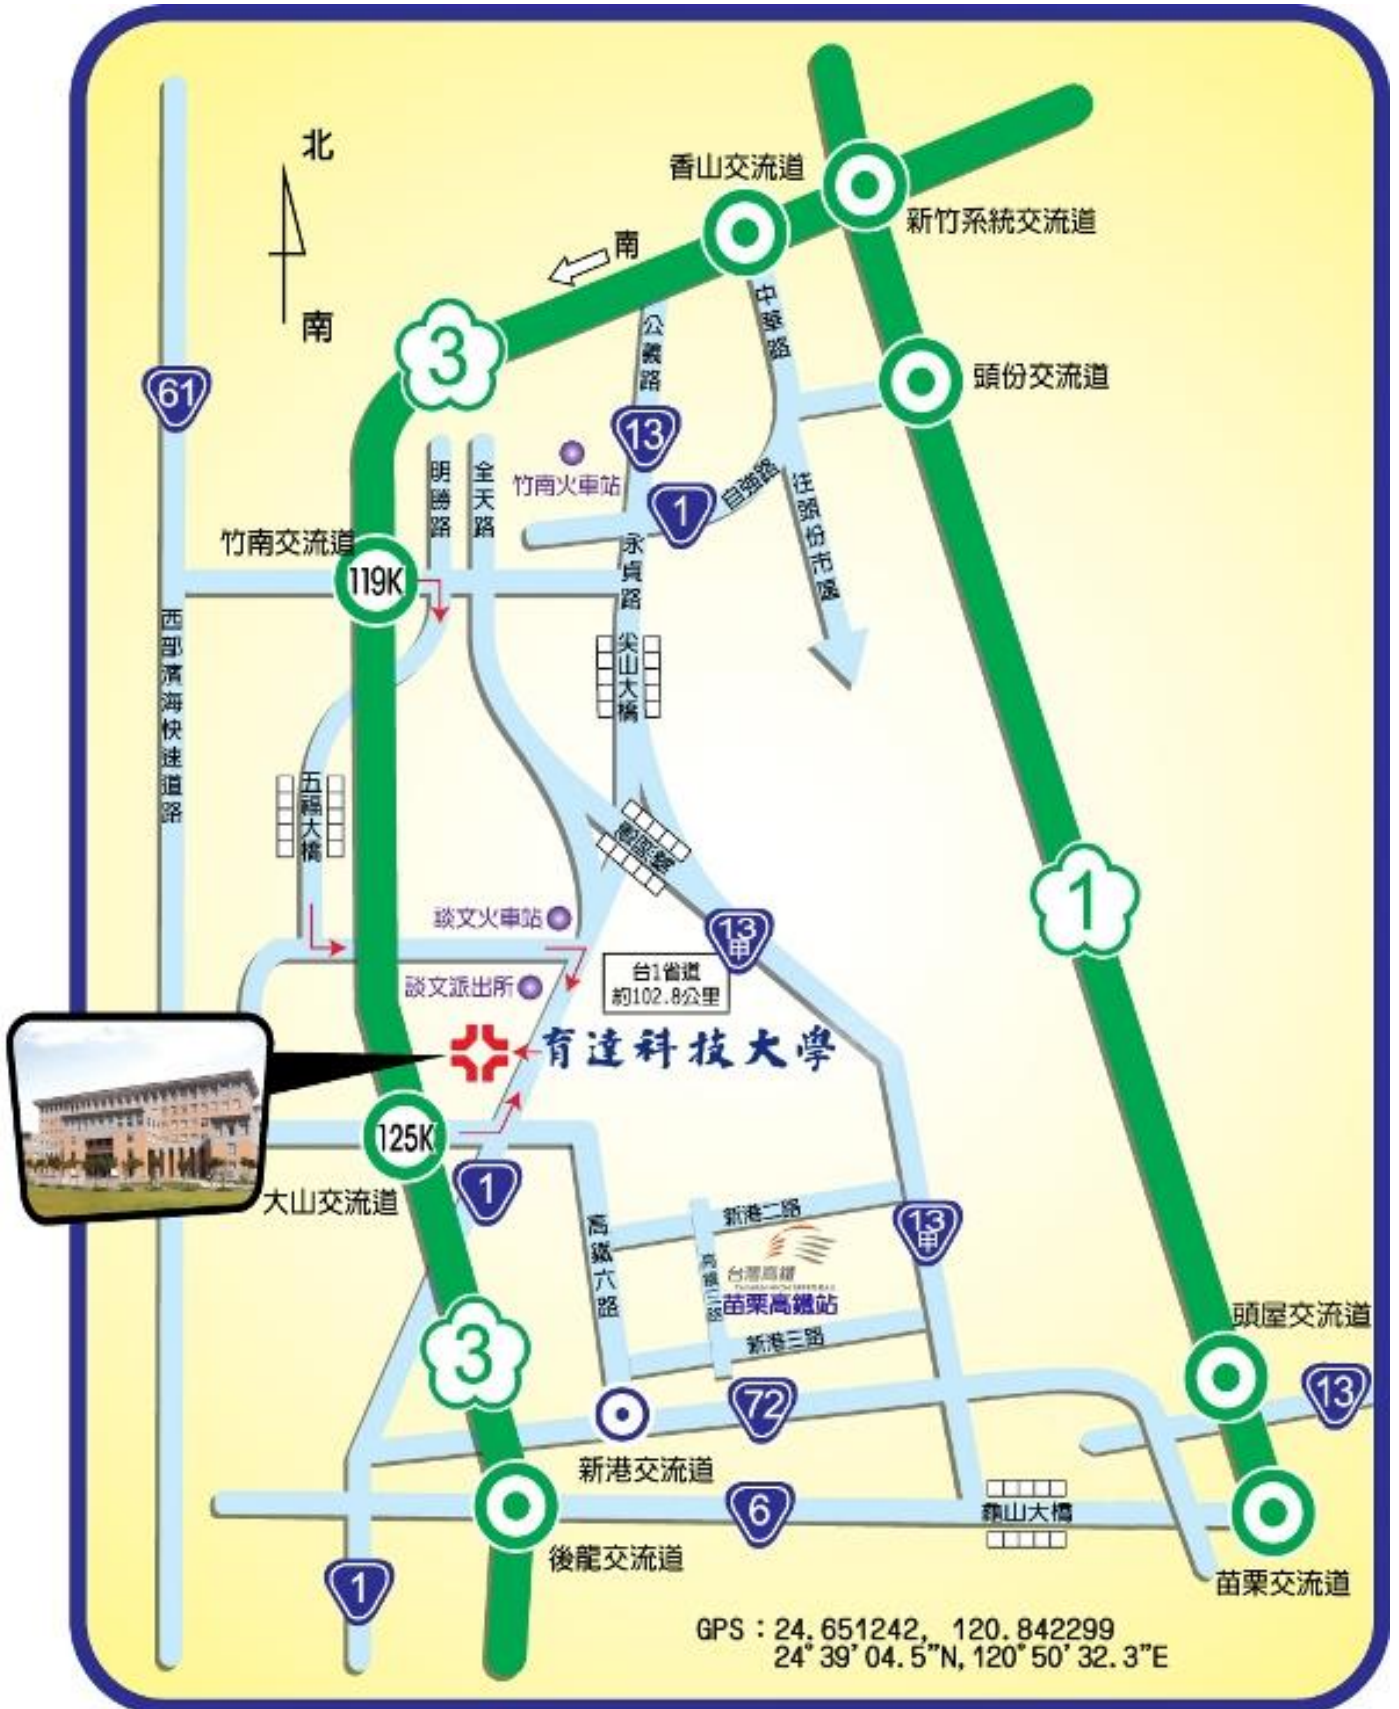 北
南
香山交流道
新竹系統交流道
南
3
公義路
中華路
頭份交流道
61
13
竹南火車站
明勝路
全天路
1
自強路
往頭份市區
竹南交流道
119K
永貞路
尖山大橋
西部濱海快速道路
五福大橋
1
談文火車站
13甲
台1省道
約102.8公里
談文派出所
育達科技大學
125K
大山交流道
1
新港二路
13甲
高鐵六路
台灣高鐵
苗栗高鐵站
新港三路
3
頭屋交流道
13
72
新港交流道
6
龜山大橋
後龍交流道
1
苗栗交流道
GPS：24.651242, 120.842299
24°39'04.5"N, 120°50'32.3"E